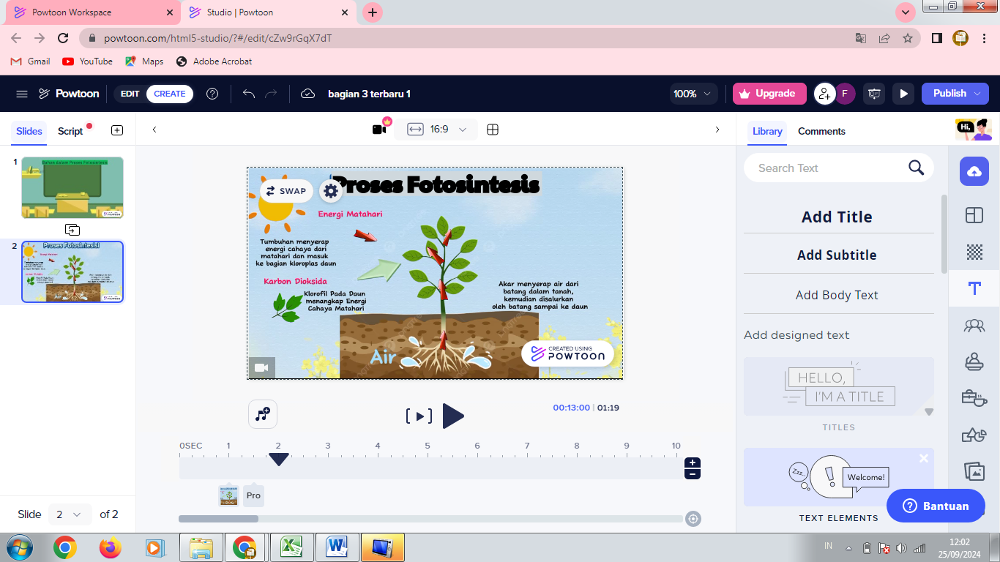 Powtoon Workspace
Studio | Powtoon
powtoon.com/html5-studio/?#/edit/cZw9rGqX7dT
Gmail
YouTube
Maps
Adobe Acrobat
Powtoon
EDIT
CREATE
bagian 3 terbaru 1
100%
Upgrade
F
Publish
Slides
Script
16:9
Library
Comments
Hi,
1
Bahan dalam Proses Fotosintesis
2
Proses Fotosintesis!
SWAP
Proses Fotosintesis
Energi Matahari
Tumbuhan menyerap
energi cahaya dari
matahari dan masuk
ke bagian kloroplas daun
Karbon Dioksida
Klorofil Pada Daun
menangkap Energi
Cahaya Matahari
Akar menyerap air dari
batang dalam tanah,
kemudian disalurkan
oleh batang sampai ke daun
Air
CREATED USING
POWTOON
00:13:00 | 01:19
0SEC 1 2 3 4 5 6 7 8 9 10
Pro
Slide 2 of 2
Search Text
Add Title
Add Subtitle
Add Body Text
Add designed text
HELLO,
I'M A TITLE
TITLES
Zzz..
!
Welcome!
TEXT ELEMENTS
Bantuan
IN
12:02
25/09/2024